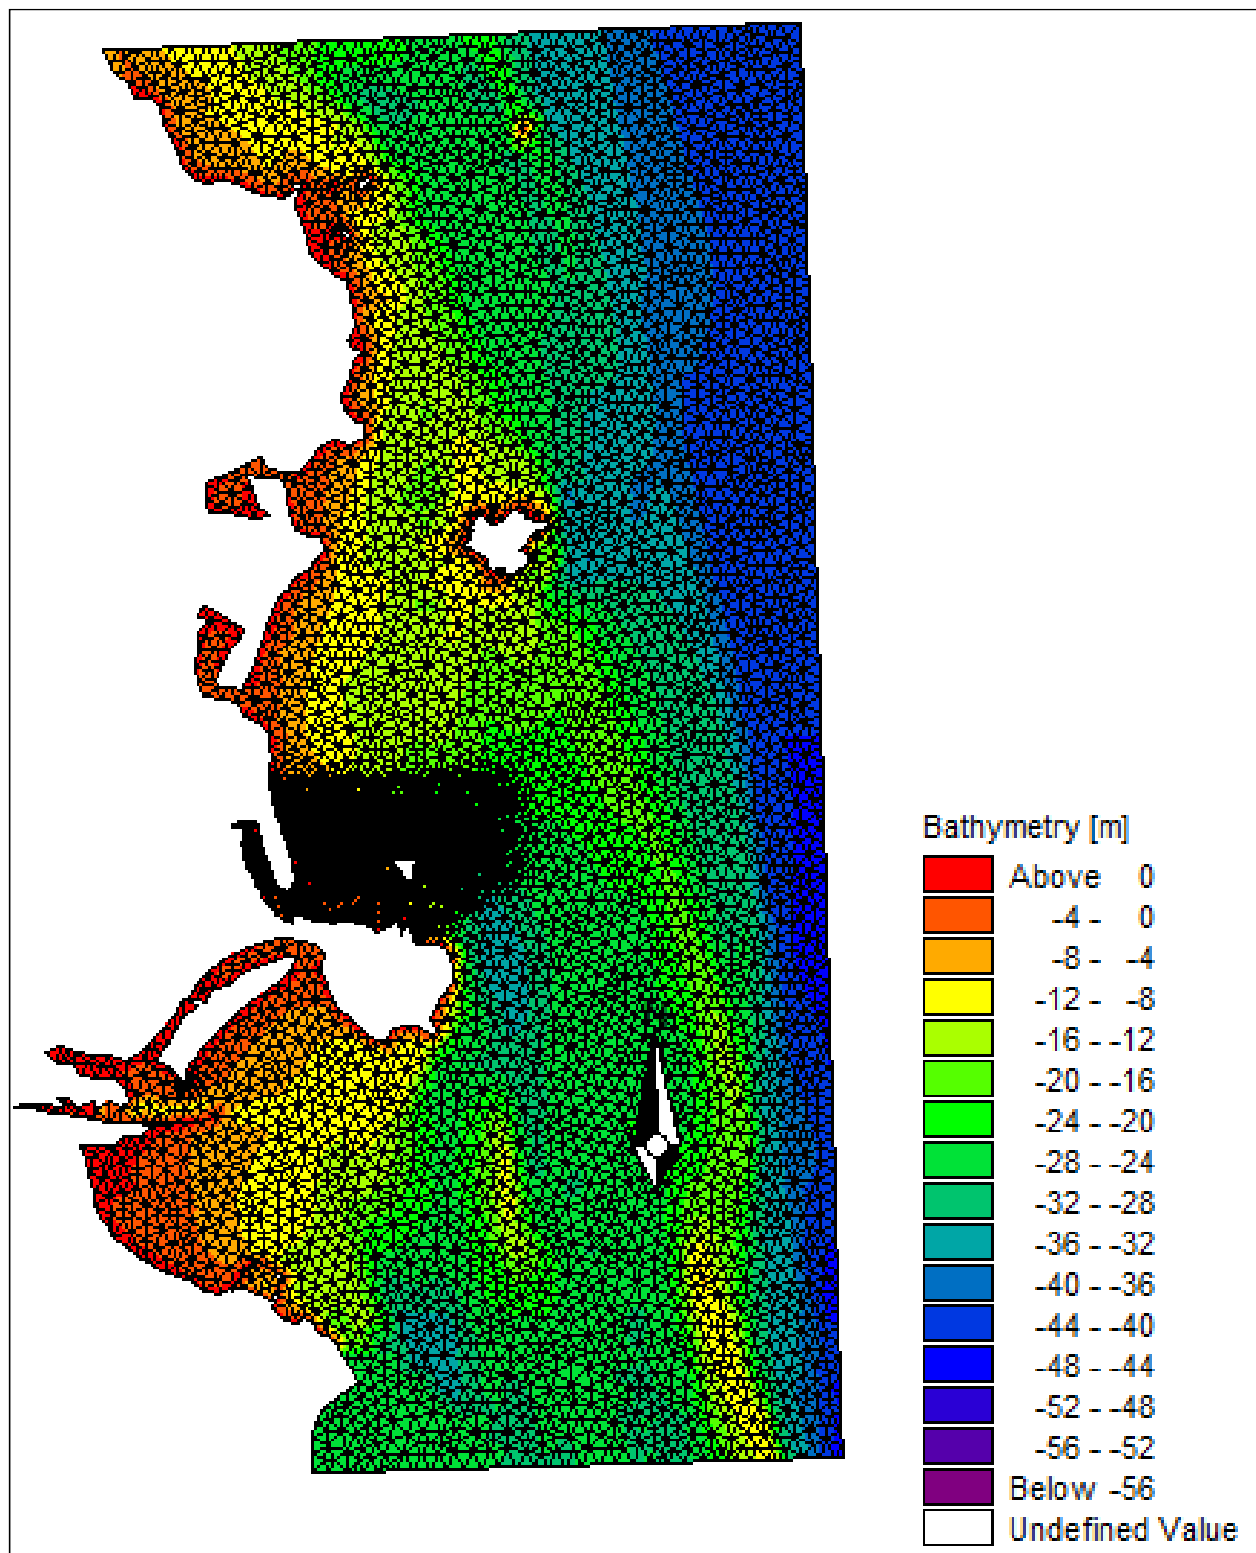 Bathymetry [m]
Above 0
-4 - 0
-8 - -4
-12 - -8
-16 - -12
-20 - -16
-24 - -20
-28 - -24
-32 - -28
-36 - -32
-40 - -36
-44 - -40
-48 - -44
-52 - -48
-56 - -52
Below -56
Undefined Value